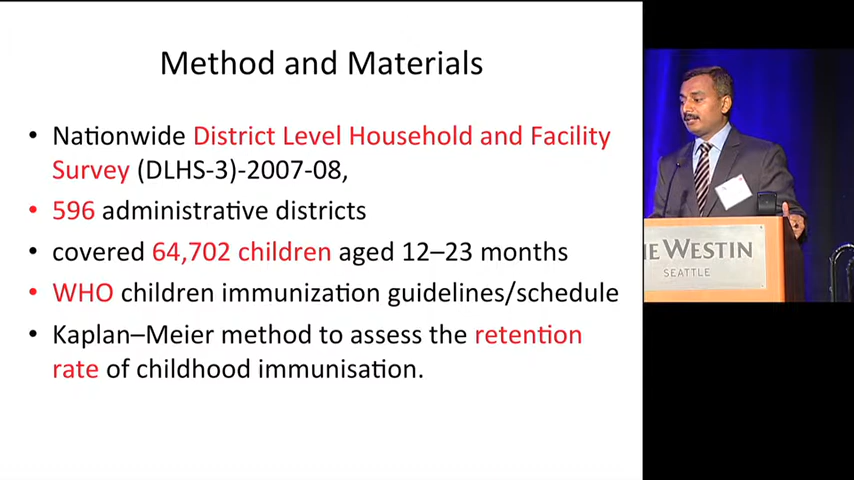 Method and Materials
• Nationwide District Level Household and Facility
Survey (DLHS-3)-2007-08,
• 596 administrative districts
• covered 64,702 children aged 12–23 months
• WHO children immunization guidelines/schedule
• Kaplan–Meier method to assess the retention
rate of childhood immunisation.
WESTIN
SEATTLE